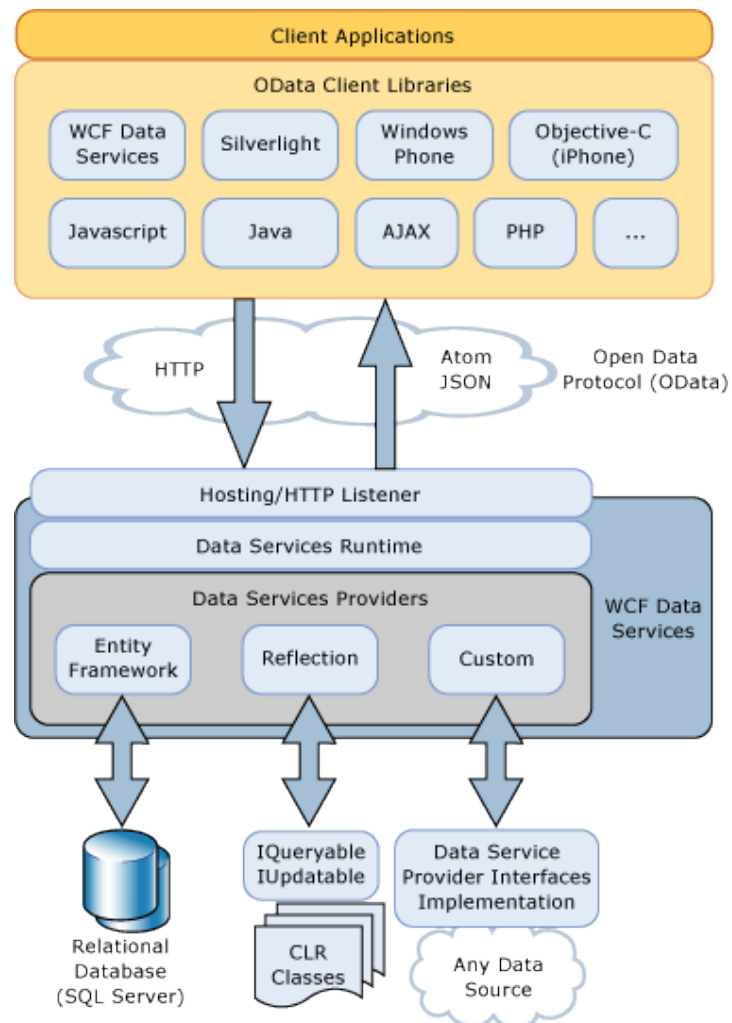 Client Applications
OData Client Libraries
WCF Data
Services
Silverlight
Windows
Phone
Objective-C
(iPhone)
Javascript
Java
AJAX
PHP
...
HTTP
Atom
JSON
Open Data
Protocol (OData)
Hosting/HTTP Listener
Data Services Runtime
Data Services Providers
WCF Data
Services
Entity
Framework
Reflection
Custom
IQueryable
IUpdatable
Data Service
Provider Interfaces
Implementation
Relational
Database
(SQL Server)
CLR
Classes
Any Data
Source